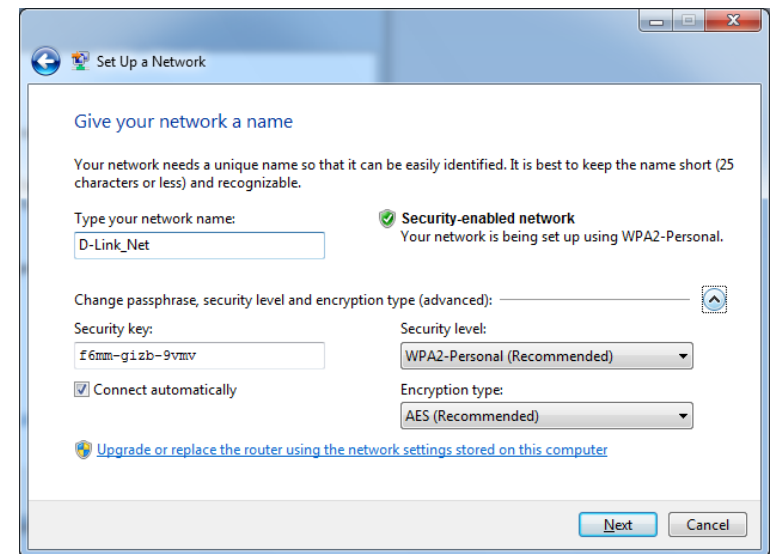 Set Up a Network
Give your network a name
Your network needs a unique name so that it can be easily identified. It is best to keep the name short (25
characters or less) and recognizable.
Type your network name:
D-Link_Net
Security-enabled network
Your network is being set up using WPA2-Personal.
Change passphrase, security level and encryption type (advanced):
Security key:
f6mm-gizb-9vmv
Security level:
WPA2-Personal (Recommended)
Connect automatically
Encryption type:
AES (Recommended)
Upgrade or replace the router using the network settings stored on this computer
Next
Cancel